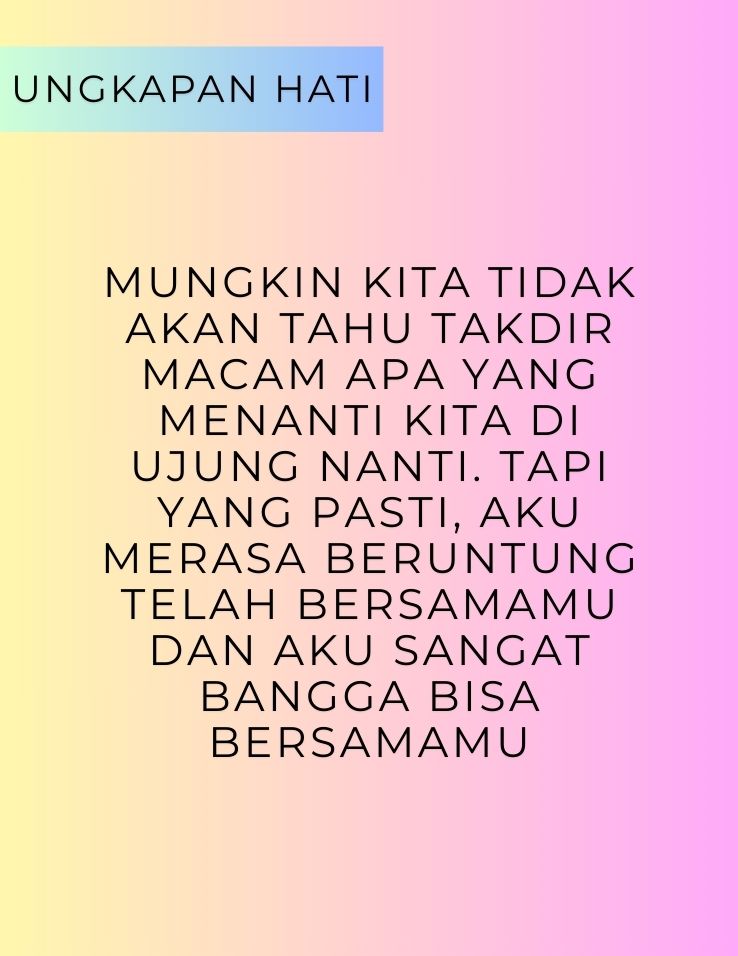 UNGKAPAN HATI
MUNGKIN KITA TIDAK
AKAN TAHU TAKDIR
MACAM APA YANG
MENANTI KITA DI
UJUNG NANTI. TAPI
YANG PASTI, AKU
MERASA BERUNTUNG
TELAH BERSAMAMU
DAN AKU SANGAT
BANGGA BISA
BERSAMAMU